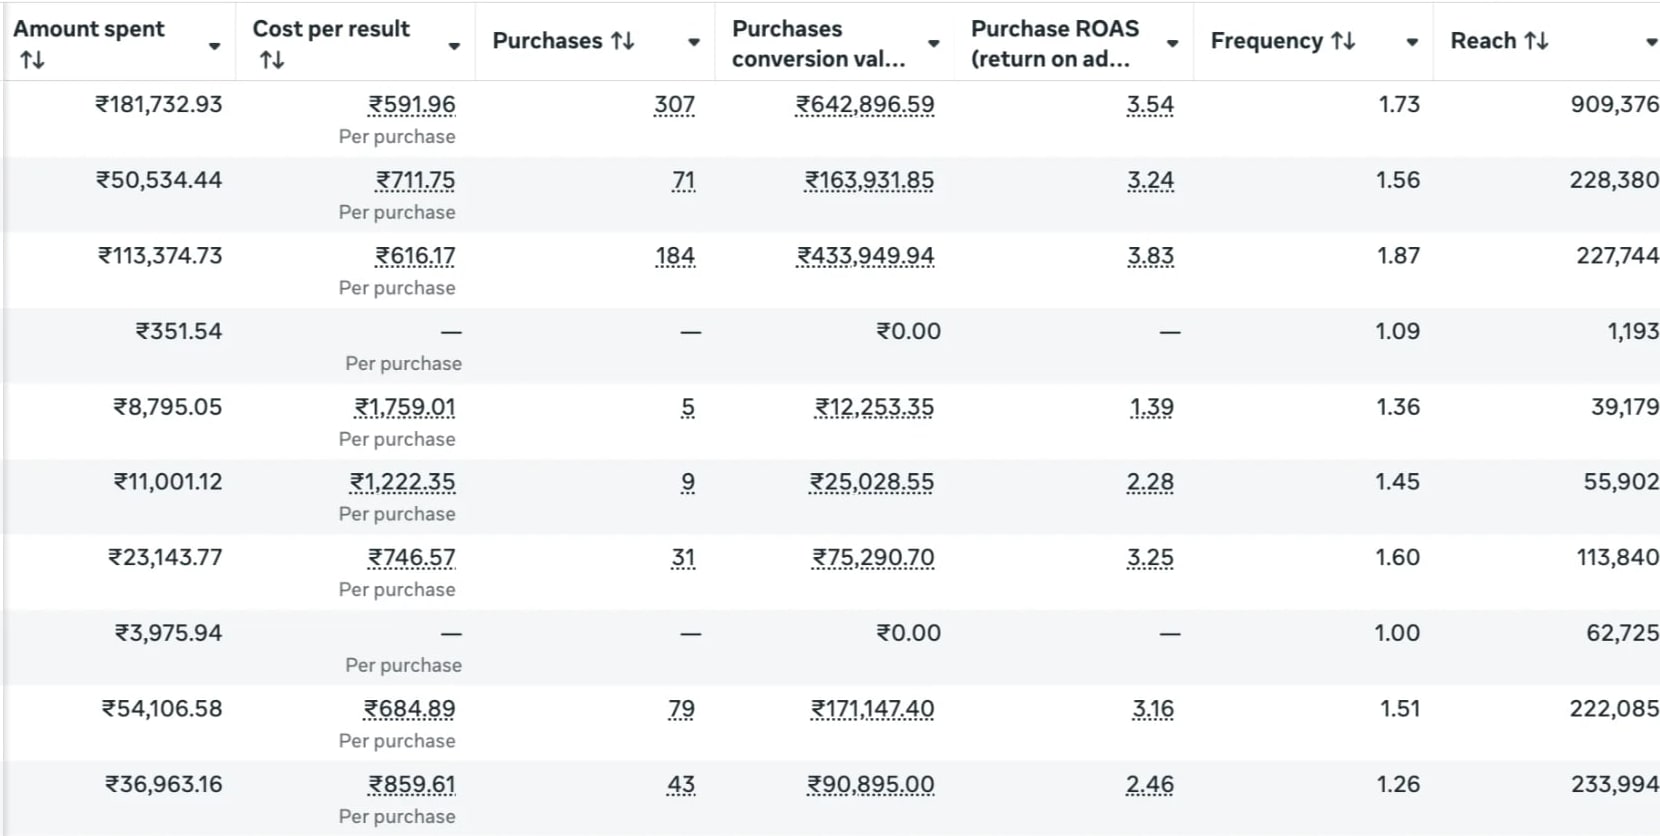 Amount spent ↑↓ Cost per result ↑↓ Purchases ↑↓ Purchases conversion val... Purchase ROAS (return on ad... Frequency ↑↓ Reach ↑↓
₹181,732.93 ₹591.96 307 ₹642,896.59 3.54 1.73 909,376
Per purchase
₹50,534.44 ₹711.75 71 ₹163,931.85 3.24 1.56 228,380
Per purchase
₹113,374.73 ₹616.17 184 ₹433,949.94 3.83 1.87 227,744
Per purchase
₹351.54 — — ₹0.00 — 1.09 1,193
Per purchase
₹8,795.05 ₹1,759.01 5 ₹12,253.35 1.39 1.36 39,179
Per purchase
₹11,001.12 ₹1,222.35 9 ₹25,028.55 2.28 1.45 55,902
Per purchase
₹23,143.77 ₹746.57 31 ₹75,290.70 3.25 1.60 113,840
Per purchase
₹3,975.94 — — ₹0.00 — 1.00 62,725
Per purchase
₹54,106.58 ₹684.89 79 ₹171,147.40 3.16 1.51 222,085
Per purchase
₹36,963.16 ₹859.61 43 ₹90,895.00 2.46 1.26 233,994
Per purchase